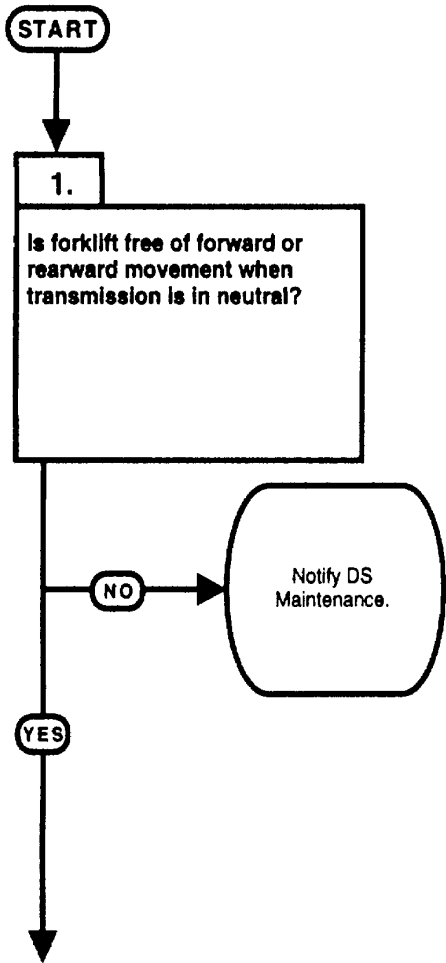 START
1.
Is forklift free of forward or
rearward movement when
transmission is in neutral?
NO
Notify DS
Maintenance.
YES